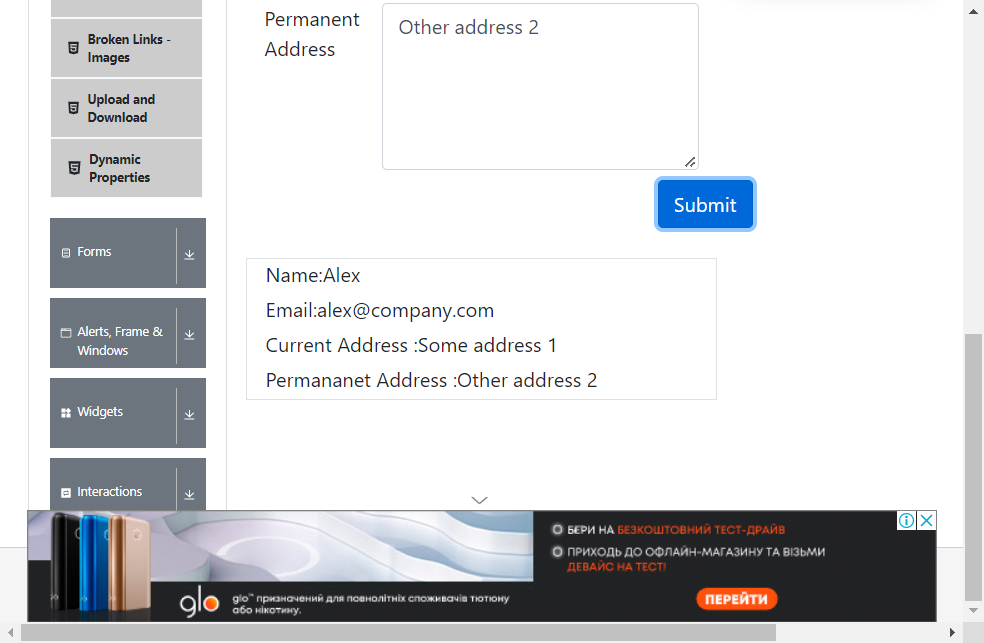 Broken Links -
Images
Upload and
Download
Dynamic
Properties
Forms
Alerts, Frame &
Windows
Widgets
Interactions
Permanent
Address
Other address 2
Submit
Name:Alex
Email:alex@company.com
Current Address :Some address 1
Permananet Address :Other address 2
glo
glo™ призначений для повнолітніх споживачів тютюну
або нікотину.
БЕРИ НА БЕЗКОШТОВНИЙ ТЕСТ-ДРАЙВ
ПРИХОДЬ ДО ОФЛАЙН-МАГАЗИНУ ТА ВІЗЬМИ
ДЕВАЙС НА ТЕСТ!
ПЕРЕЙТИ